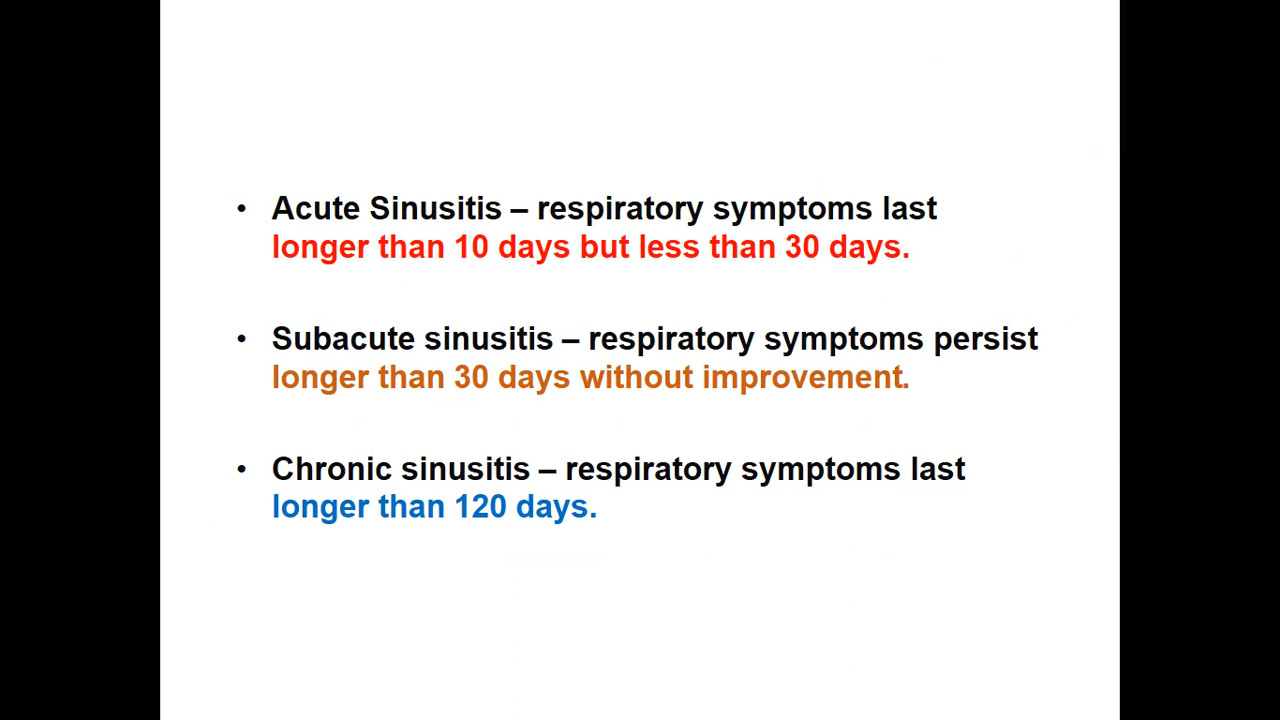 • Acute Sinusitis – respiratory symptoms last
longer than 10 days but less than 30 days.
• Subacute sinusitis – respiratory symptoms persist
longer than 30 days without improvement.
• Chronic sinusitis – respiratory symptoms last
longer than 120 days.